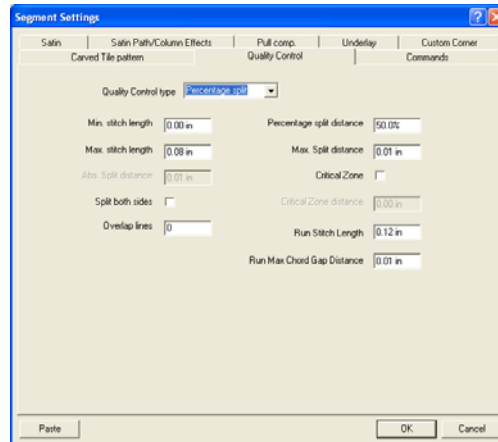 Segment Settings
Satin Satin Path/Column Effects Pull comp. Underlay Custom Corner
Carved Tile pattern Quality Control Commands
Quality Control type Percentage split
Min. stitch length 0.00 in Percentage split distance 50.0%
Max. stitch length 0.08 in Max. Split distance 0.01 in
Abs. Split distance 0.01 in Critical Zone
Split both sides Critical Zone distance 0.00 in
Overlap lines 0 Run Stitch Length 0.12 in
Run Max Chord Gap Distance 0.01 in
Paste OK Cancel